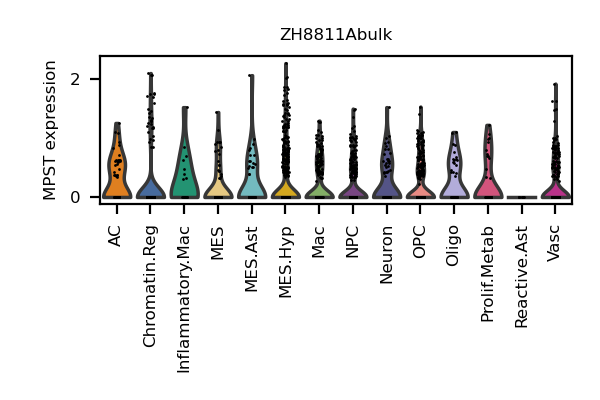 ZH8811Abulk
MPST expression
2
0
AC
Chromatin.Reg
Inflammatory.Mac
MES
MES.Ast
MES.Hyp
Mac
NPC
Neuron
OPC
Oligo
Prolif.Metab
Reactive.Ast
Vasc